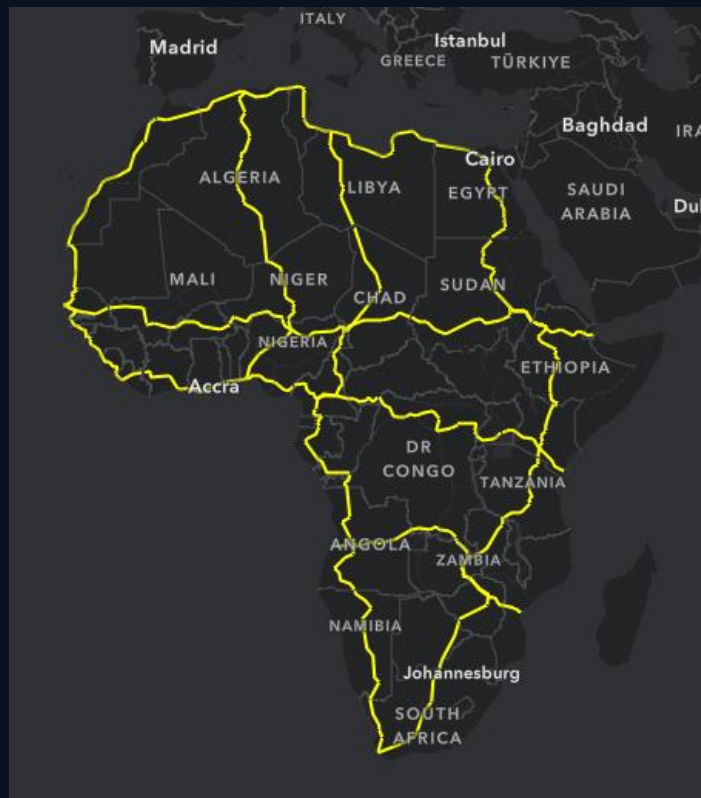 ITALY
Madrid
Istanbul
GREECE
TÜRKIYE
Baghdad
IRA
Cairo
ALGERIA
LIBYA
EGYPT
SAUDI
ARABIA
Dul
MALI
NIGER
CHAD
SUDAN
NIGERIA
ETHIOPIA
Accra
DR
CONGO
TANZANIA
ANGOLA
ZAMBIA
NAMIBIA
Johannesburg
SOUTH
AFRICA